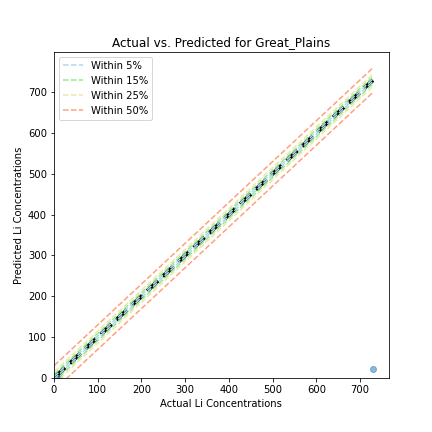 Actual vs. Predicted for Great_Plains
Within 5%
Within 15%
Within 25%
Within 50%
Predicted Li Concentrations
700
600
500
400
300
200
100
0
0 100 200 300 400 500 600 700
Actual Li Concentrations